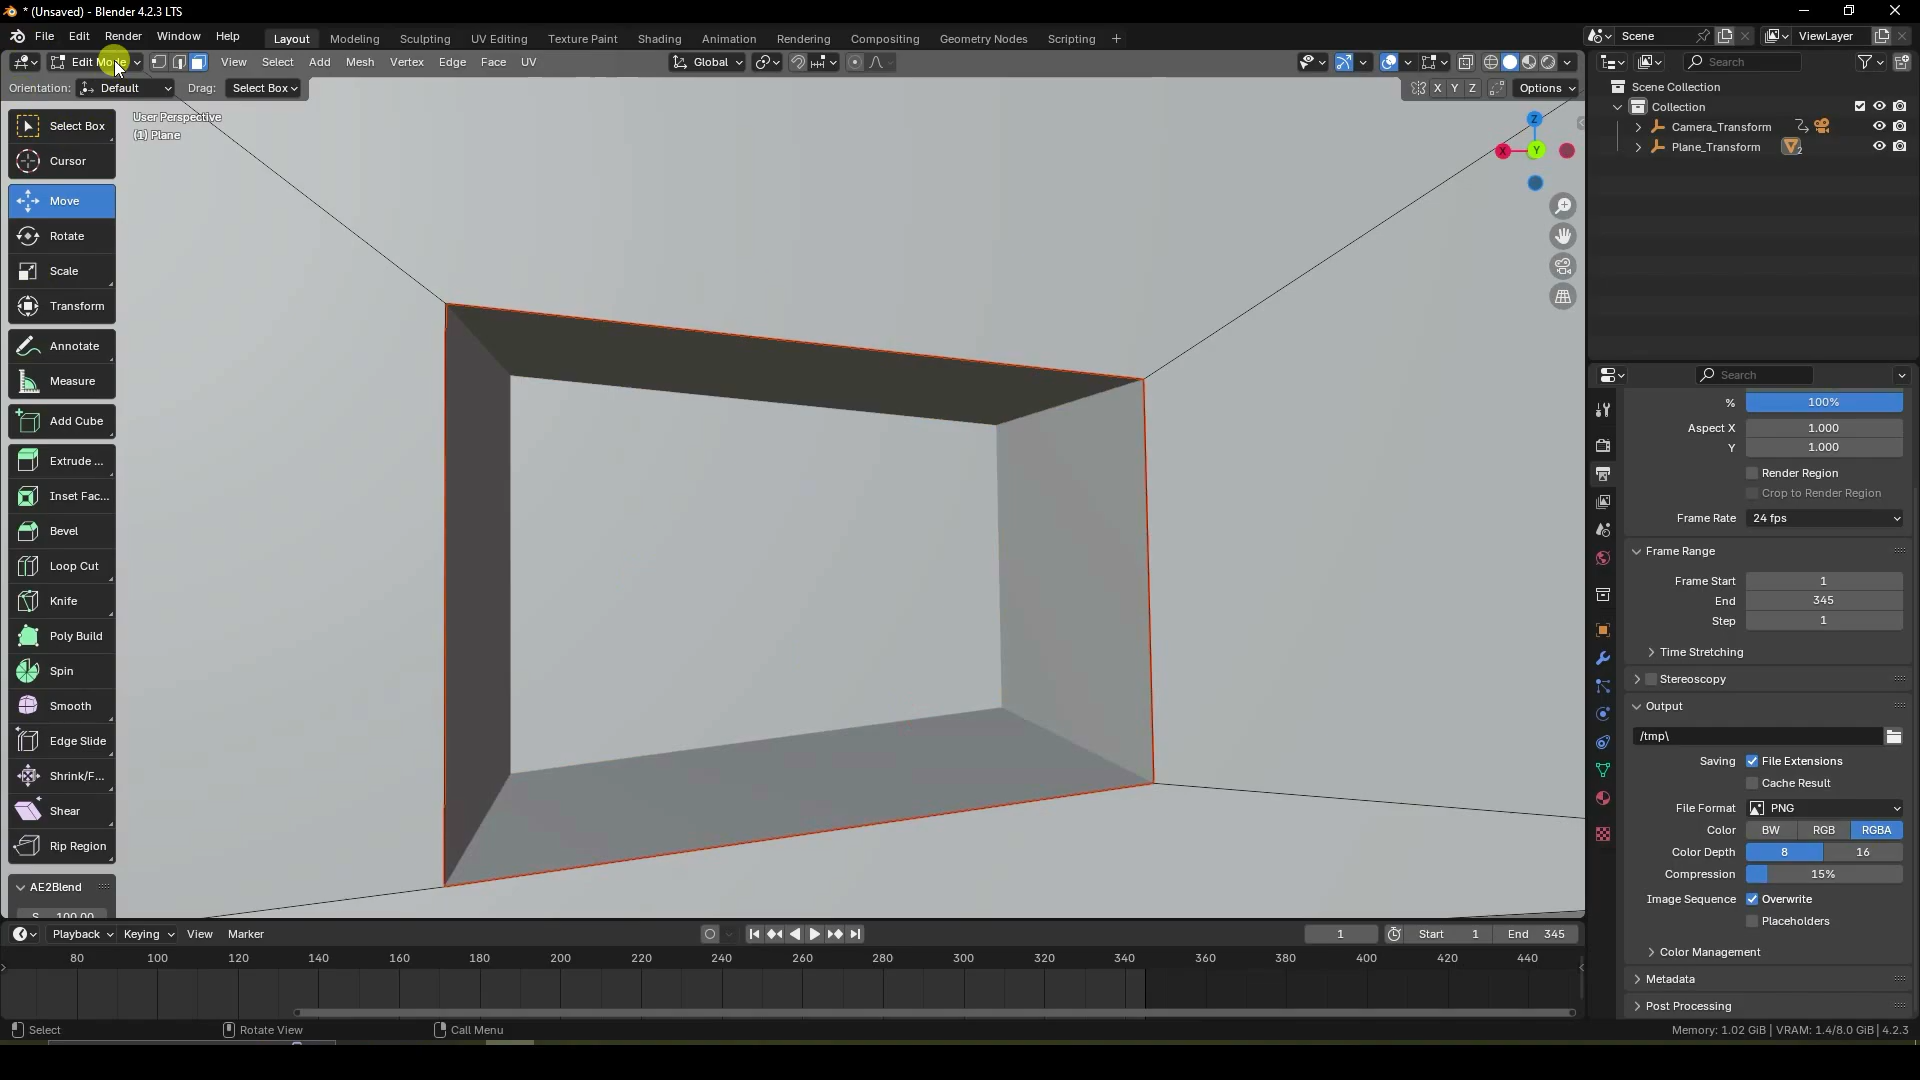 * (Unsaved) - Blender 4.2.3 LTS
File Edit Render Window Help Layout Modeling Sculpting UV Editing Texture Paint Shading Animation Rendering Compositing Geometry Nodes Scripting + Scene ViewLayer
Edit Mode View Select Add Mesh Vertex Edge Face UV Global Search
Orientation: Default Drag: Select Box X Y Z Options
Scene Collection
Collection
Camera_Transform
Plane_Transform 2
User Perspective
(1) Plane
Z
X
Y
Select Box
Cursor
Move
Rotate
Scale
Transform
Annotate
Measure
Add Cube
Extrude ...
Inset Fac...
Bevel
Loop Cut
Knife
Poly Build
Spin
Smooth
Edge Slide
Shrink/F...
Shear
Rip Region
AE2Blend
S 100.00
Search
% 100%
Aspect X 1.000
Y 1.000
Render Region
Crop to Render Region
Frame Rate 24 fps
Frame Range
Frame Start 1
End 345
Step 1
Time Stretching
Stereoscopy
Output
/tmp\
Saving File Extensions
Cache Result
File Format PNG
Color BW RGB RGBA
Color Depth 8 16
Compression 15%
Image Sequence Overwrite
Placeholders
Color Management
Metadata
Post Processing
Playback Keying View Marker 1 Start 1 End 345
80 100 120 140 160 180 200 220 240 260 280 300 320 340 360 380 400 420 440
Select Rotate View Call Menu Memory: 1.02 GiB | VRAM: 1.4/8.0 GiB | 4.2.3